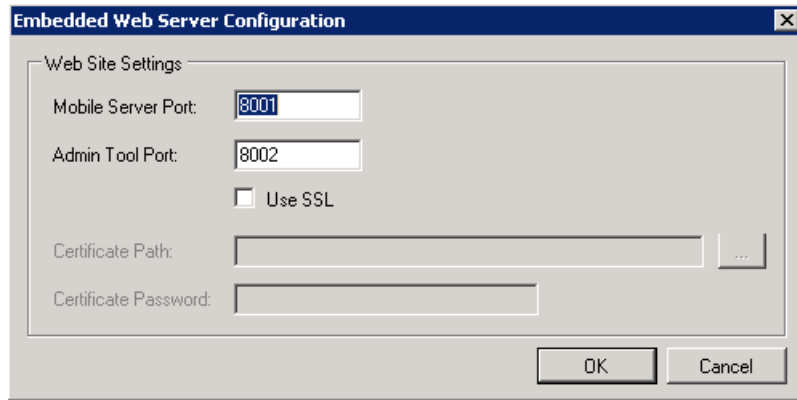 Embedded Web Server Configuration
Web Site Settings
Mobile Server Port: 8001
Admin Tool Port: 8002
Use SSL
Certificate Path: ...
Certificate Password:
OK Cancel